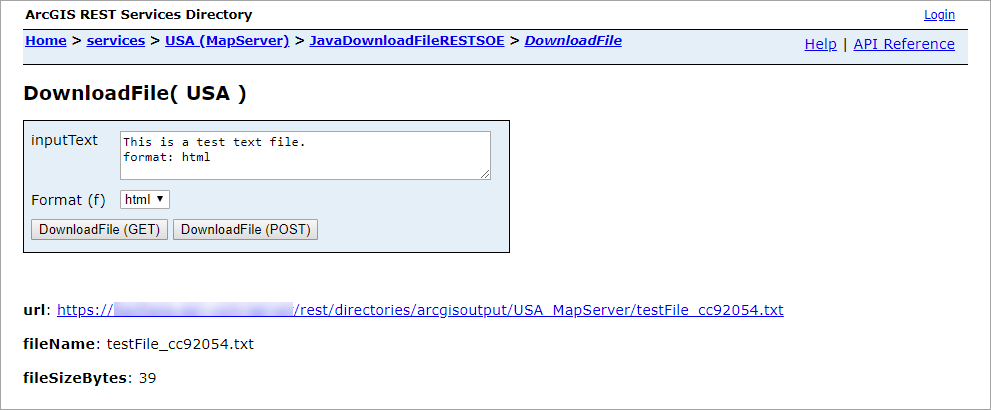 ArcGIS REST Services Directory Login
Home > services > USA (MapServer) > JavaDownloadFileRESTSOE > DownloadFile Help | API Reference
DownloadFile( USA )
inputText This is a test text file.
format: html
Format (f) html
DownloadFile (GET) DownloadFile (POST)
url: https:// /rest/directories/arcgisoutput/USA_MapServer/testFile_cc92054.txt
fileName: testFile_cc92054.txt
fileSizeBytes: 39